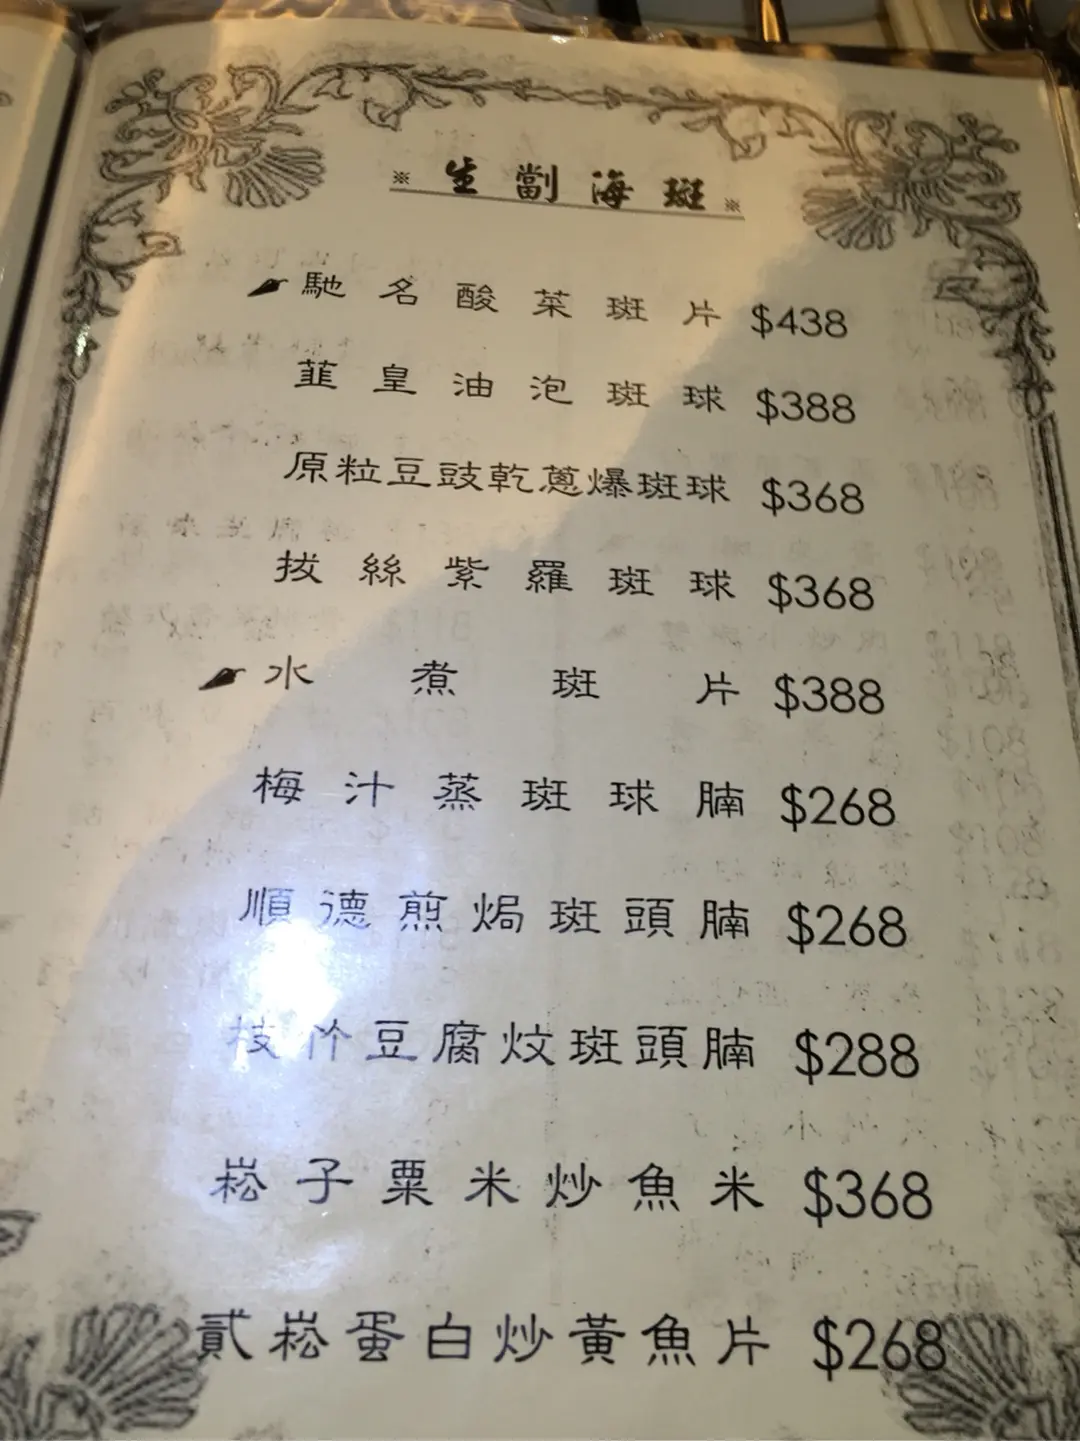 ※ 生劏海斑 ※
馳名酸菜斑片 $438
韮皇油泡斑球 $388
原粒豆豉乾蔥爆斑球 $368
拔絲紫羅斑球 $368
水煮斑片 $388
梅汁蒸斑球腩 $268
順德煎焗斑頭腩 $268
枝竹豆腐炆斑頭腩 $288
崧子粟米炒魚米 $368
貳崧蛋白炒黃魚片 $268